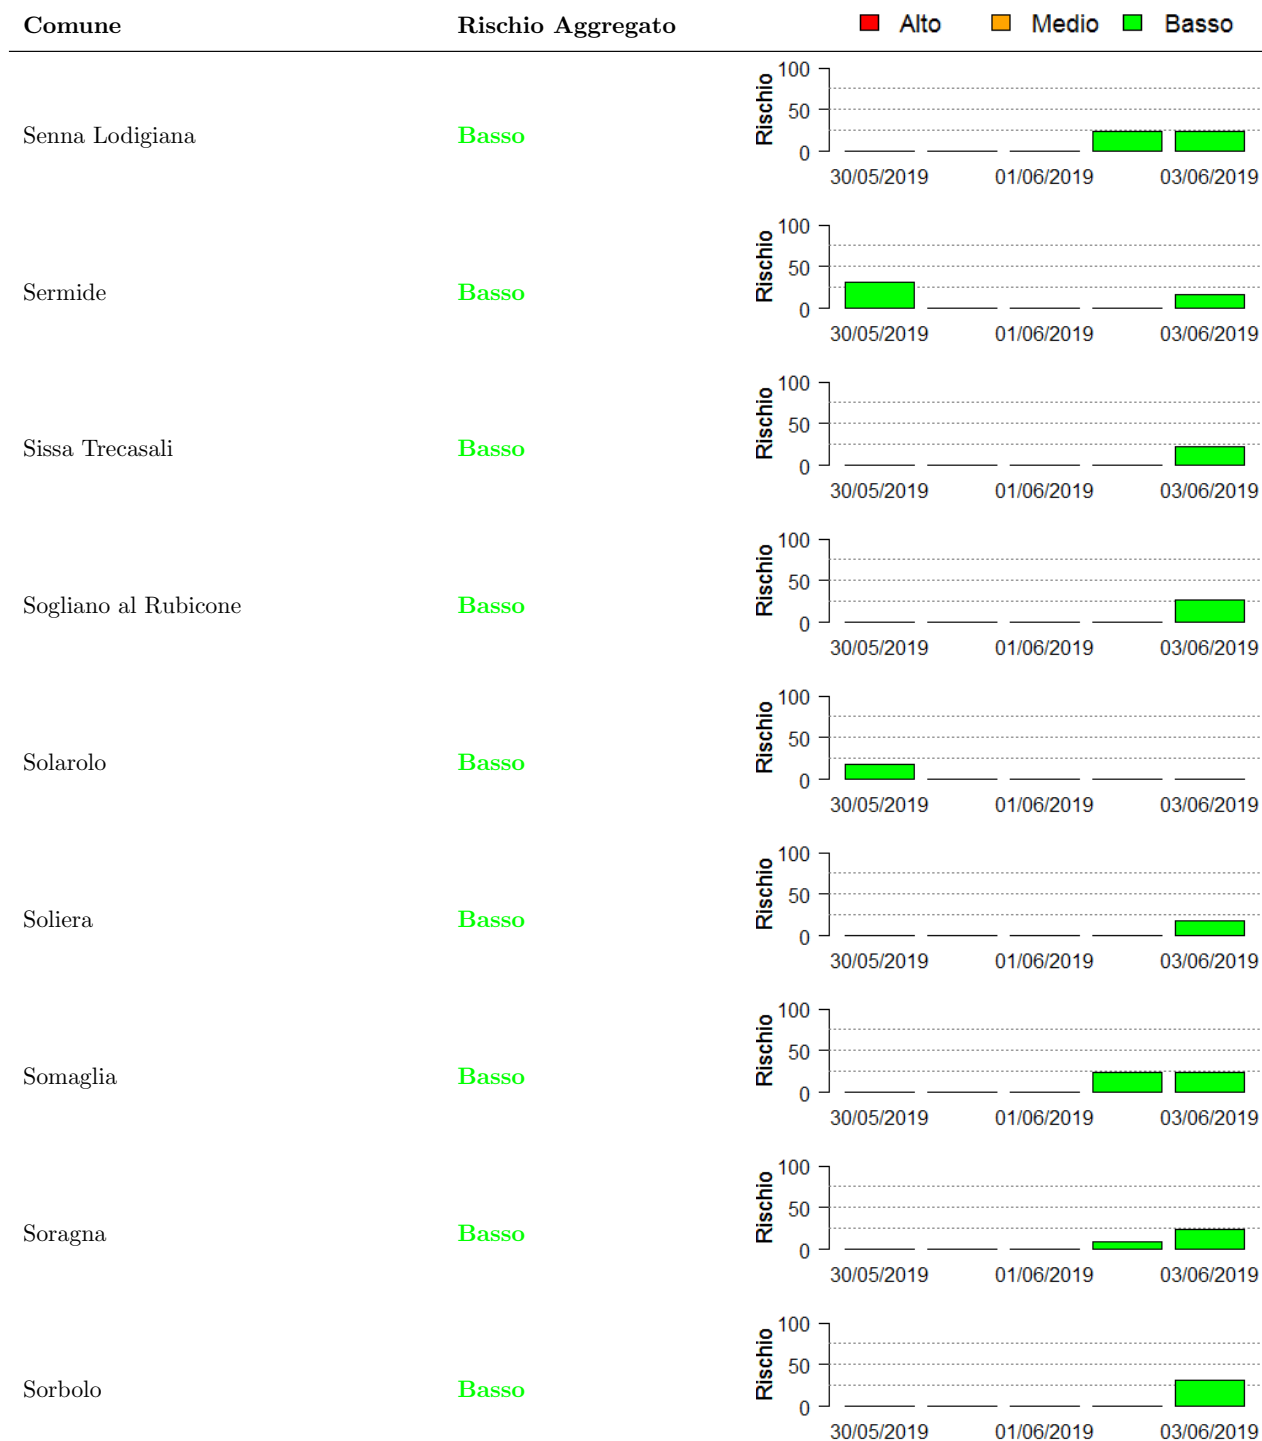 Comune Rischio Aggregato Alto Medio Basso
Senna Lodigiana Basso
Rischio
100
50
0
30/05/2019 01/06/2019 03/06/2019
Sermide Basso
Rischio
100
50
0
30/05/2019 01/06/2019 03/06/2019
Sissa Trecasali Basso
Rischio
100
50
0
30/05/2019 01/06/2019 03/06/2019
Sogliano al Rubicone Basso
Rischio
100
50
0
30/05/2019 01/06/2019 03/06/2019
Solarolo Basso
Rischio
100
50
0
30/05/2019 01/06/2019 03/06/2019
Soliera Basso
Rischio
100
50
0
30/05/2019 01/06/2019 03/06/2019
Somaglia Basso
Rischio
100
50
0
30/05/2019 01/06/2019 03/06/2019
Soragna Basso
Rischio
100
50
0
30/05/2019 01/06/2019 03/06/2019
Sorbolo Basso
Rischio
100
50
0
30/05/2019 01/06/2019 03/06/2019